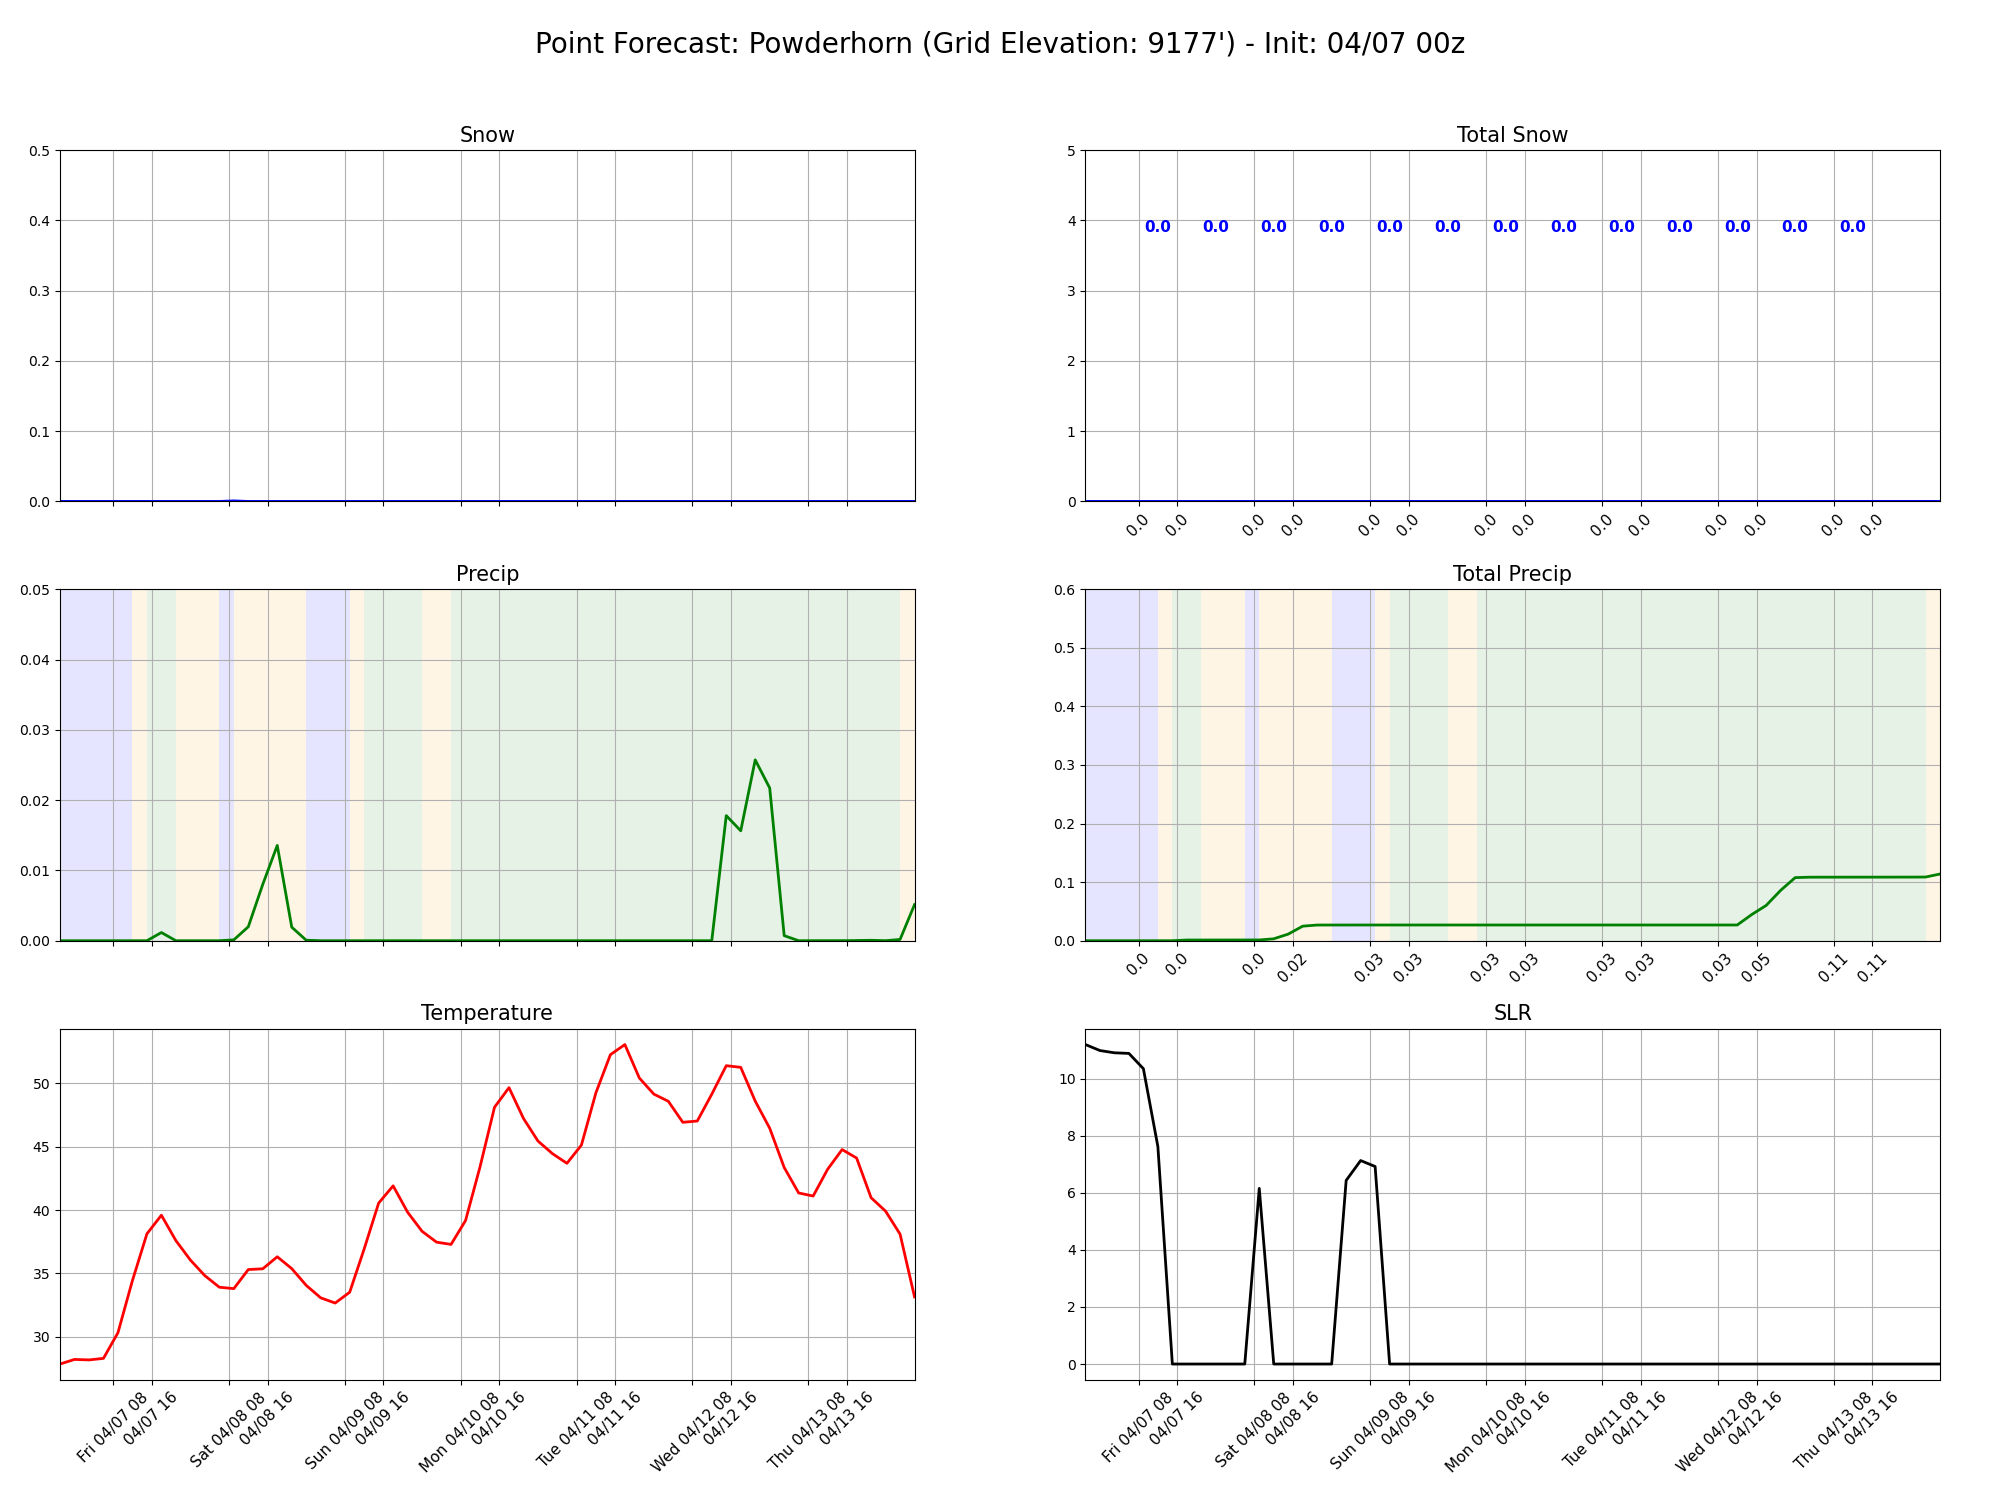 Point Forecast: Powderhorn (Grid Elevation: 9177') - Init: 04/07 00z
Snow
0.5
0.4
0.3
0.2
0.1
0.0
Total Snow
5
4
3
2
1
0
0.0 0.0 0.0 0.0 0.0 0.0 0.0 0.0 0.0 0.0 0.0 0.0 0.0
0.0 0.0 0.0 0.0 0.0 0.0 0.0 0.0 0.0 0.0 0.0 0.0 0.0 0.0
Precip
0.05
0.04
0.03
0.02
0.01
0.00
Total Precip
0.6
0.5
0.4
0.3
0.2
0.1
0.0
0.0 0.0 0.0 0.02 0.03 0.03 0.03 0.03 0.03 0.03 0.03 0.05 0.11 0.11
Temperature
50
45
40
35
30
Fri 04/07 08
04/07 16
Sat 04/08 08
04/08 16
Sun 04/09 08
04/09 16
Mon 04/10 08
04/10 16
Tue 04/11 08
04/11 16
Wed 04/12 08
04/12 16
Thu 04/13 08
04/13 16
SLR
10
8
6
4
2
0
Fri 04/07 08
04/07 16
Sat 04/08 08
04/08 16
Sun 04/09 08
04/09 16
Mon 04/10 08
04/10 16
Tue 04/11 08
04/11 16
Wed 04/12 08
04/12 16
Thu 04/13 08
04/13 16